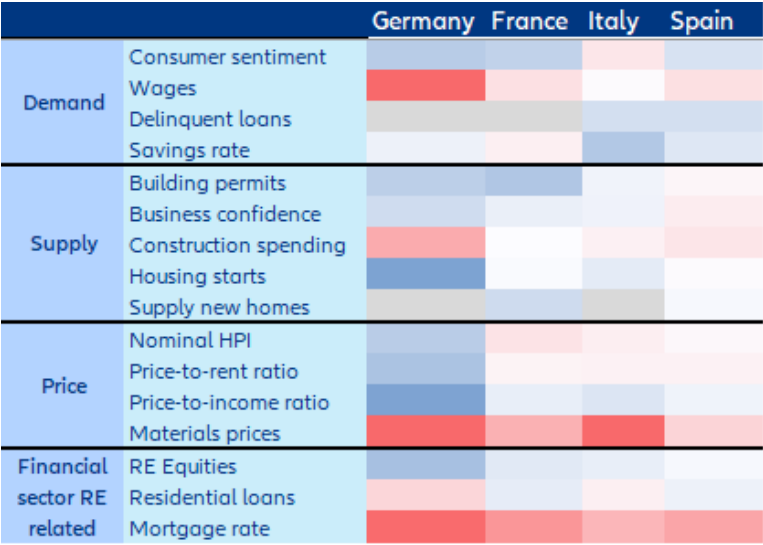 Germany France Italy Spain
Demand
Consumer sentiment
Wages
Delinquent loans
Savings rate
Supply
Building permits
Business confidence
Construction spending
Housing starts
Supply new homes
Price
Nominal HPI
Price-to-rent ratio
Price-to-income ratio
Materials prices
Financial
sector RE
related
RE Equities
Residential loans
Mortgage rate